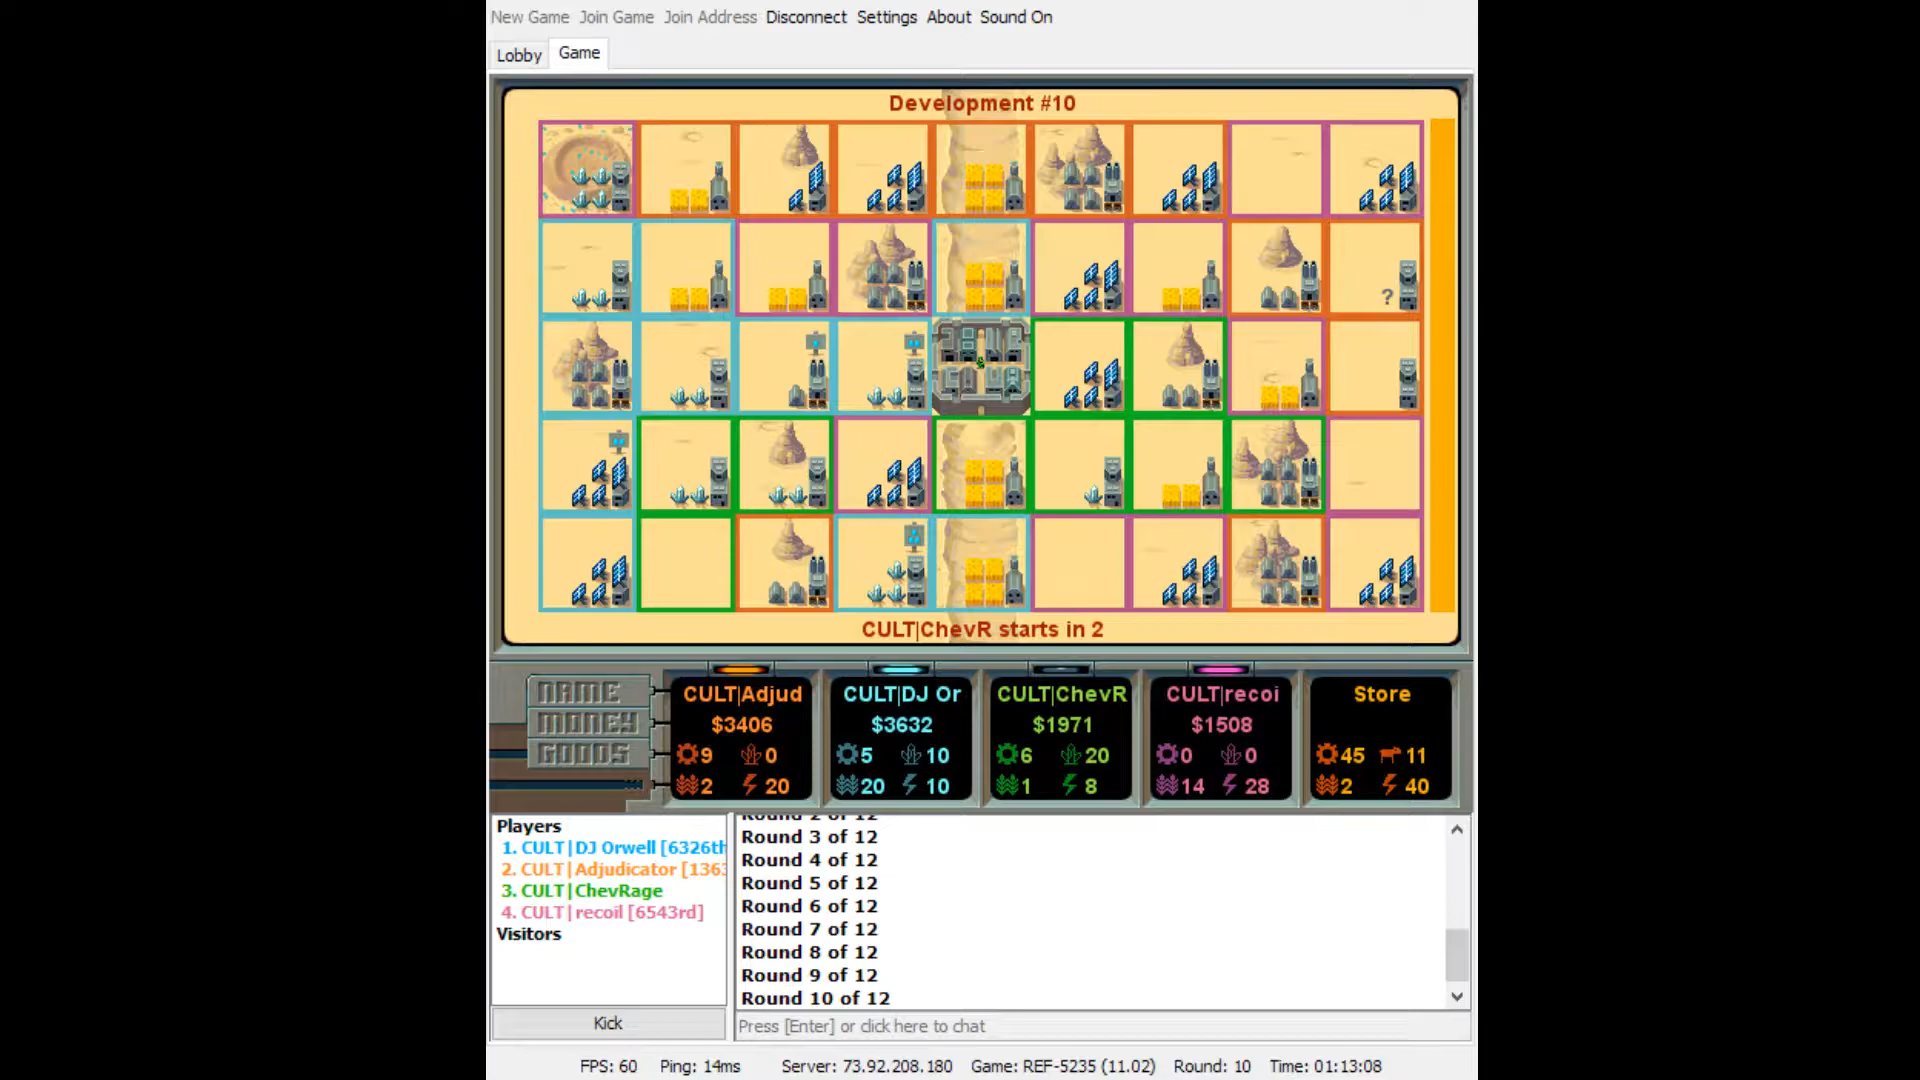 New Game Join Game Join Address Disconnect Settings About Sound On
Lobby Game
Development #10
?
CULT|ChevR starts in 2
NAME
MONEY
GOODS
CULT|Adjud
$3406
9 0
2 20
CULT|DJ Or
$3632
5 10
20 10
CULT|ChevR
$1971
6 20
1 8
CULT|recoi
$1508
0 0
14 28
Store
45 11
2 40
Players
1. CULT|DJ Orwell [6326th
2. CULT|Adjudicator [136
3. CULT|ChevRage
4. CULT|recoil [6543rd]
Visitors
Kick
Round 2 of 12
Round 3 of 12
Round 4 of 12
Round 5 of 12
Round 6 of 12
Round 7 of 12
Round 8 of 12
Round 9 of 12
Round 10 of 12
Press [Enter] or click here to chat
FPS: 60 Ping: 14ms Server: 73.92.208.180 Game: REF-5235 (11.02) Round: 10 Time: 01:13:08